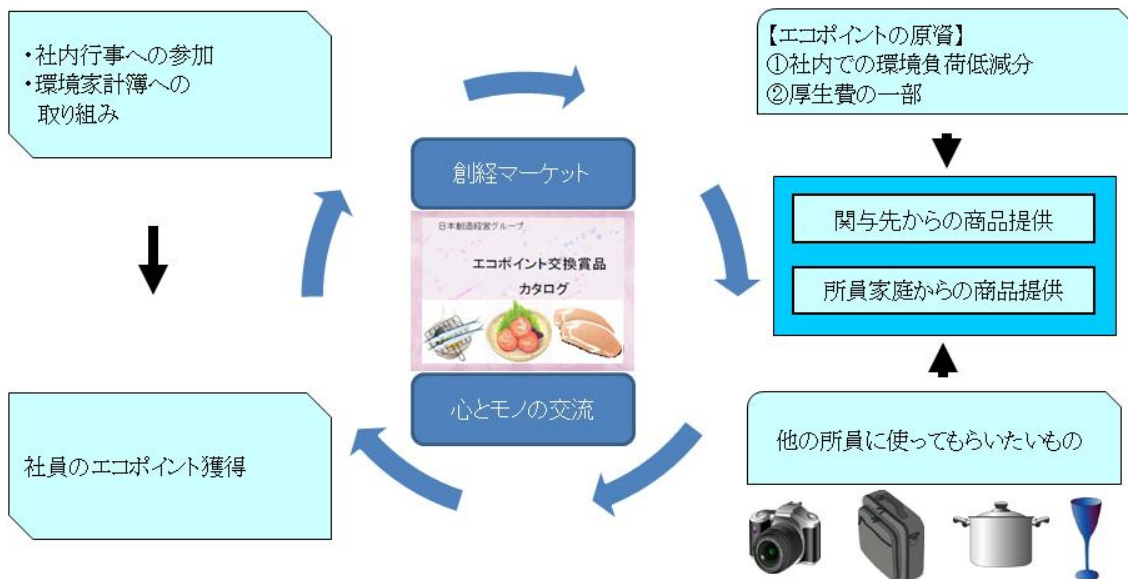 ・社内行事への参加
・環境家計簿への
取り組み
社員のエコポイント獲得
創経マーケット
日本創造経営グループ
エコポイント交換賞品
カタログ
心とモノの交流
【エコポイントの原資】
①社内での環境負荷低減分
②厚生費の一部
関与先からの商品提供
所員家庭からの商品提供
他の所員に使ってもらいたいもの